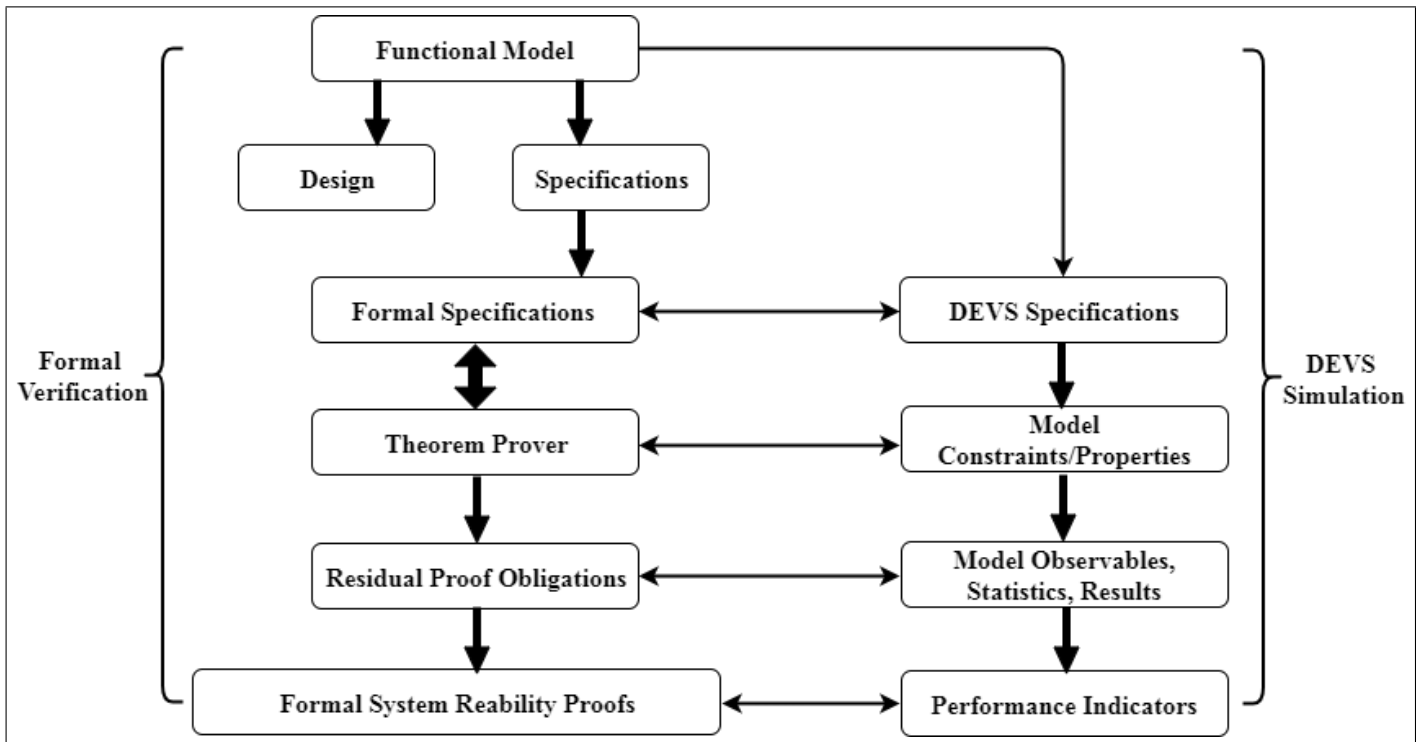 Functional Model
Design
Specifications
Formal Specifications
DEVS Specifications
Formal
Verification
DEVS
Simulation
Theorem Prover
Model
Constraints/Properties
Residual Proof Obligations
Model Observables,
Statistics, Results
Formal System Reability Proofs
Performance Indicators